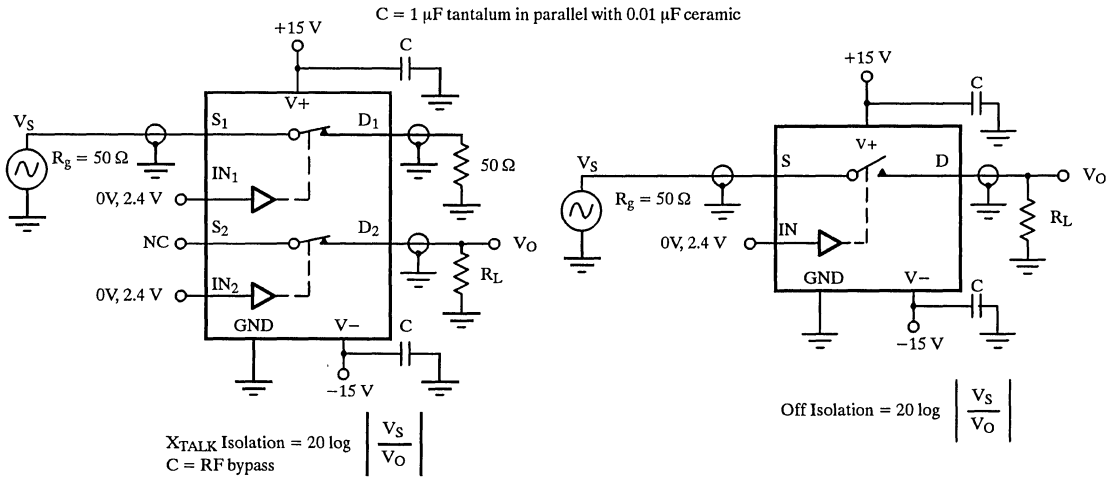 C = 1 µF tantalum in parallel with 0.01 µF ceramic
+15 V
C
V+
VS
S1
D1
Rg = 50 Ω
IN1
50 Ω
0V, 2.4 V
S2
D2
NC
VO
IN2
RL
0V, 2.4 V
GND
V−
C
−15 V
XTALK Isolation = 20 log | VS / VO |
C = RF bypass
+15 V
C
V+
VS
S
D
VO
Rg = 50 Ω
RL
IN
0V, 2.4 V
GND
V−
C
−15 V
Off Isolation = 20 log | VS / VO |